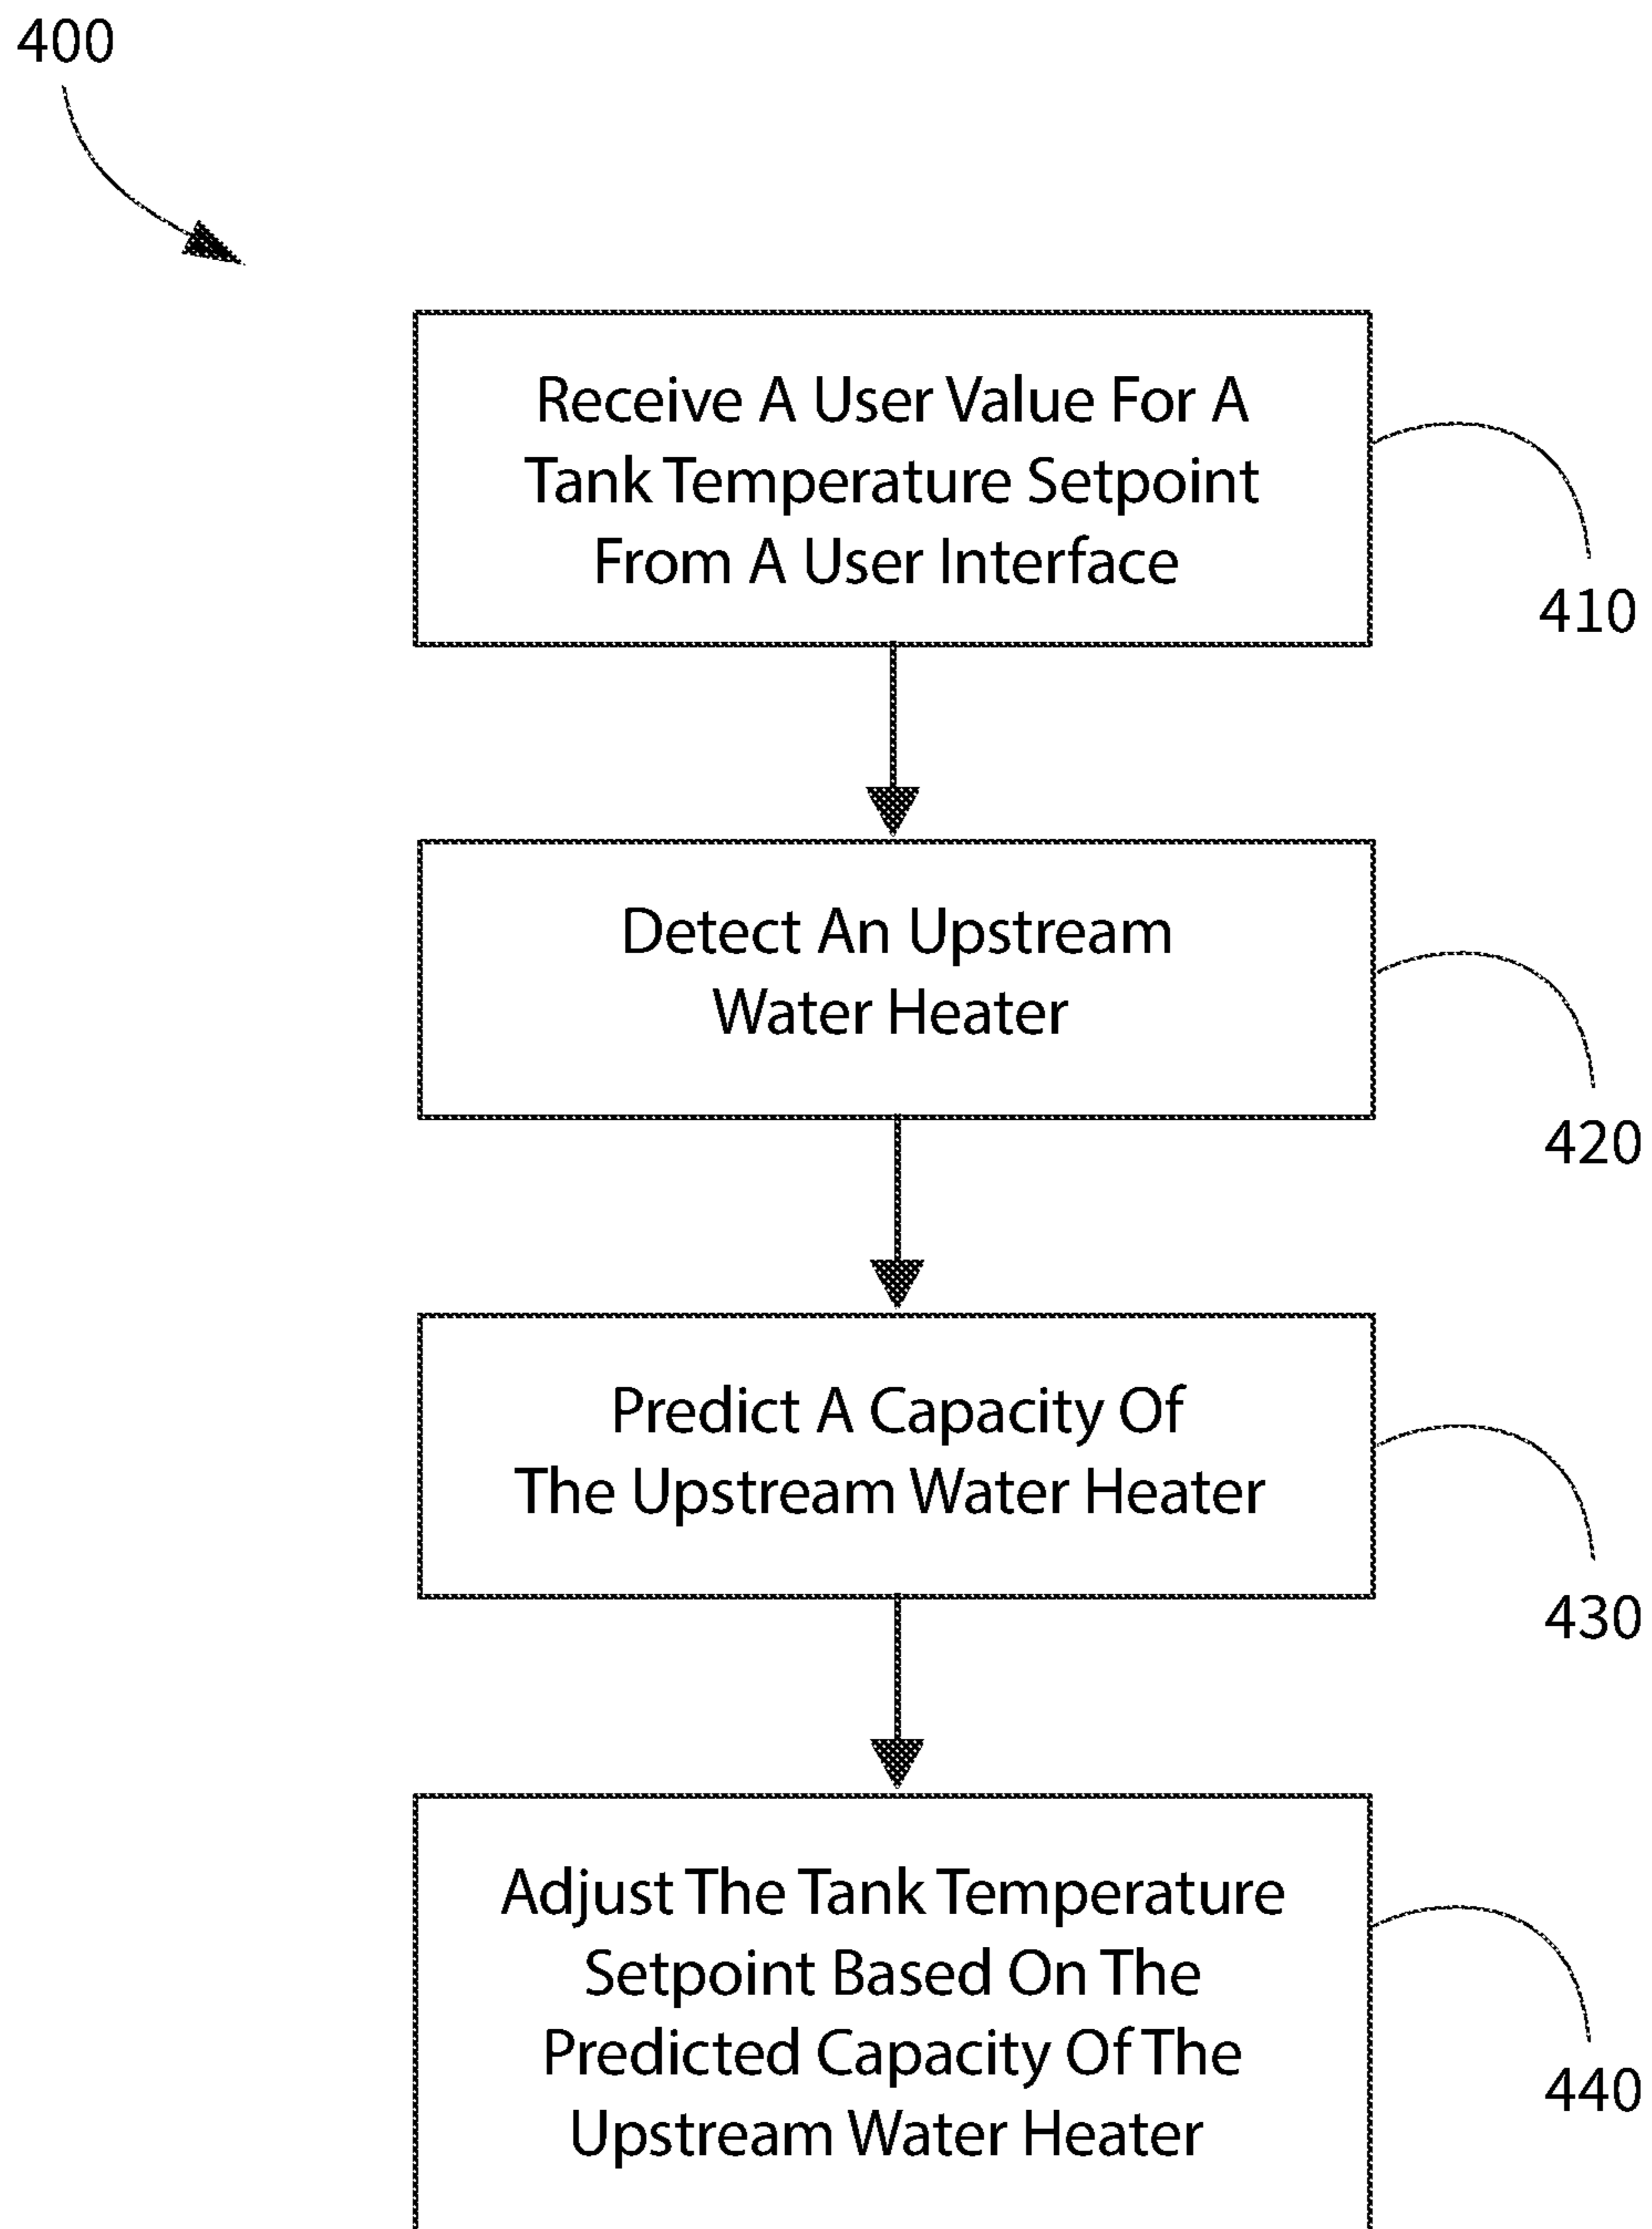 400
Receive A User Value For A
Tank Temperature Setpoint
From A User Interface
410
Detect An Upstream
Water Heater
420
Predict A Capacity Of
The Upstream Water Heater
430
Adjust The Tank Temperature
Setpoint Based On The
Predicted Capacity Of The
Upstream Water Heater
440